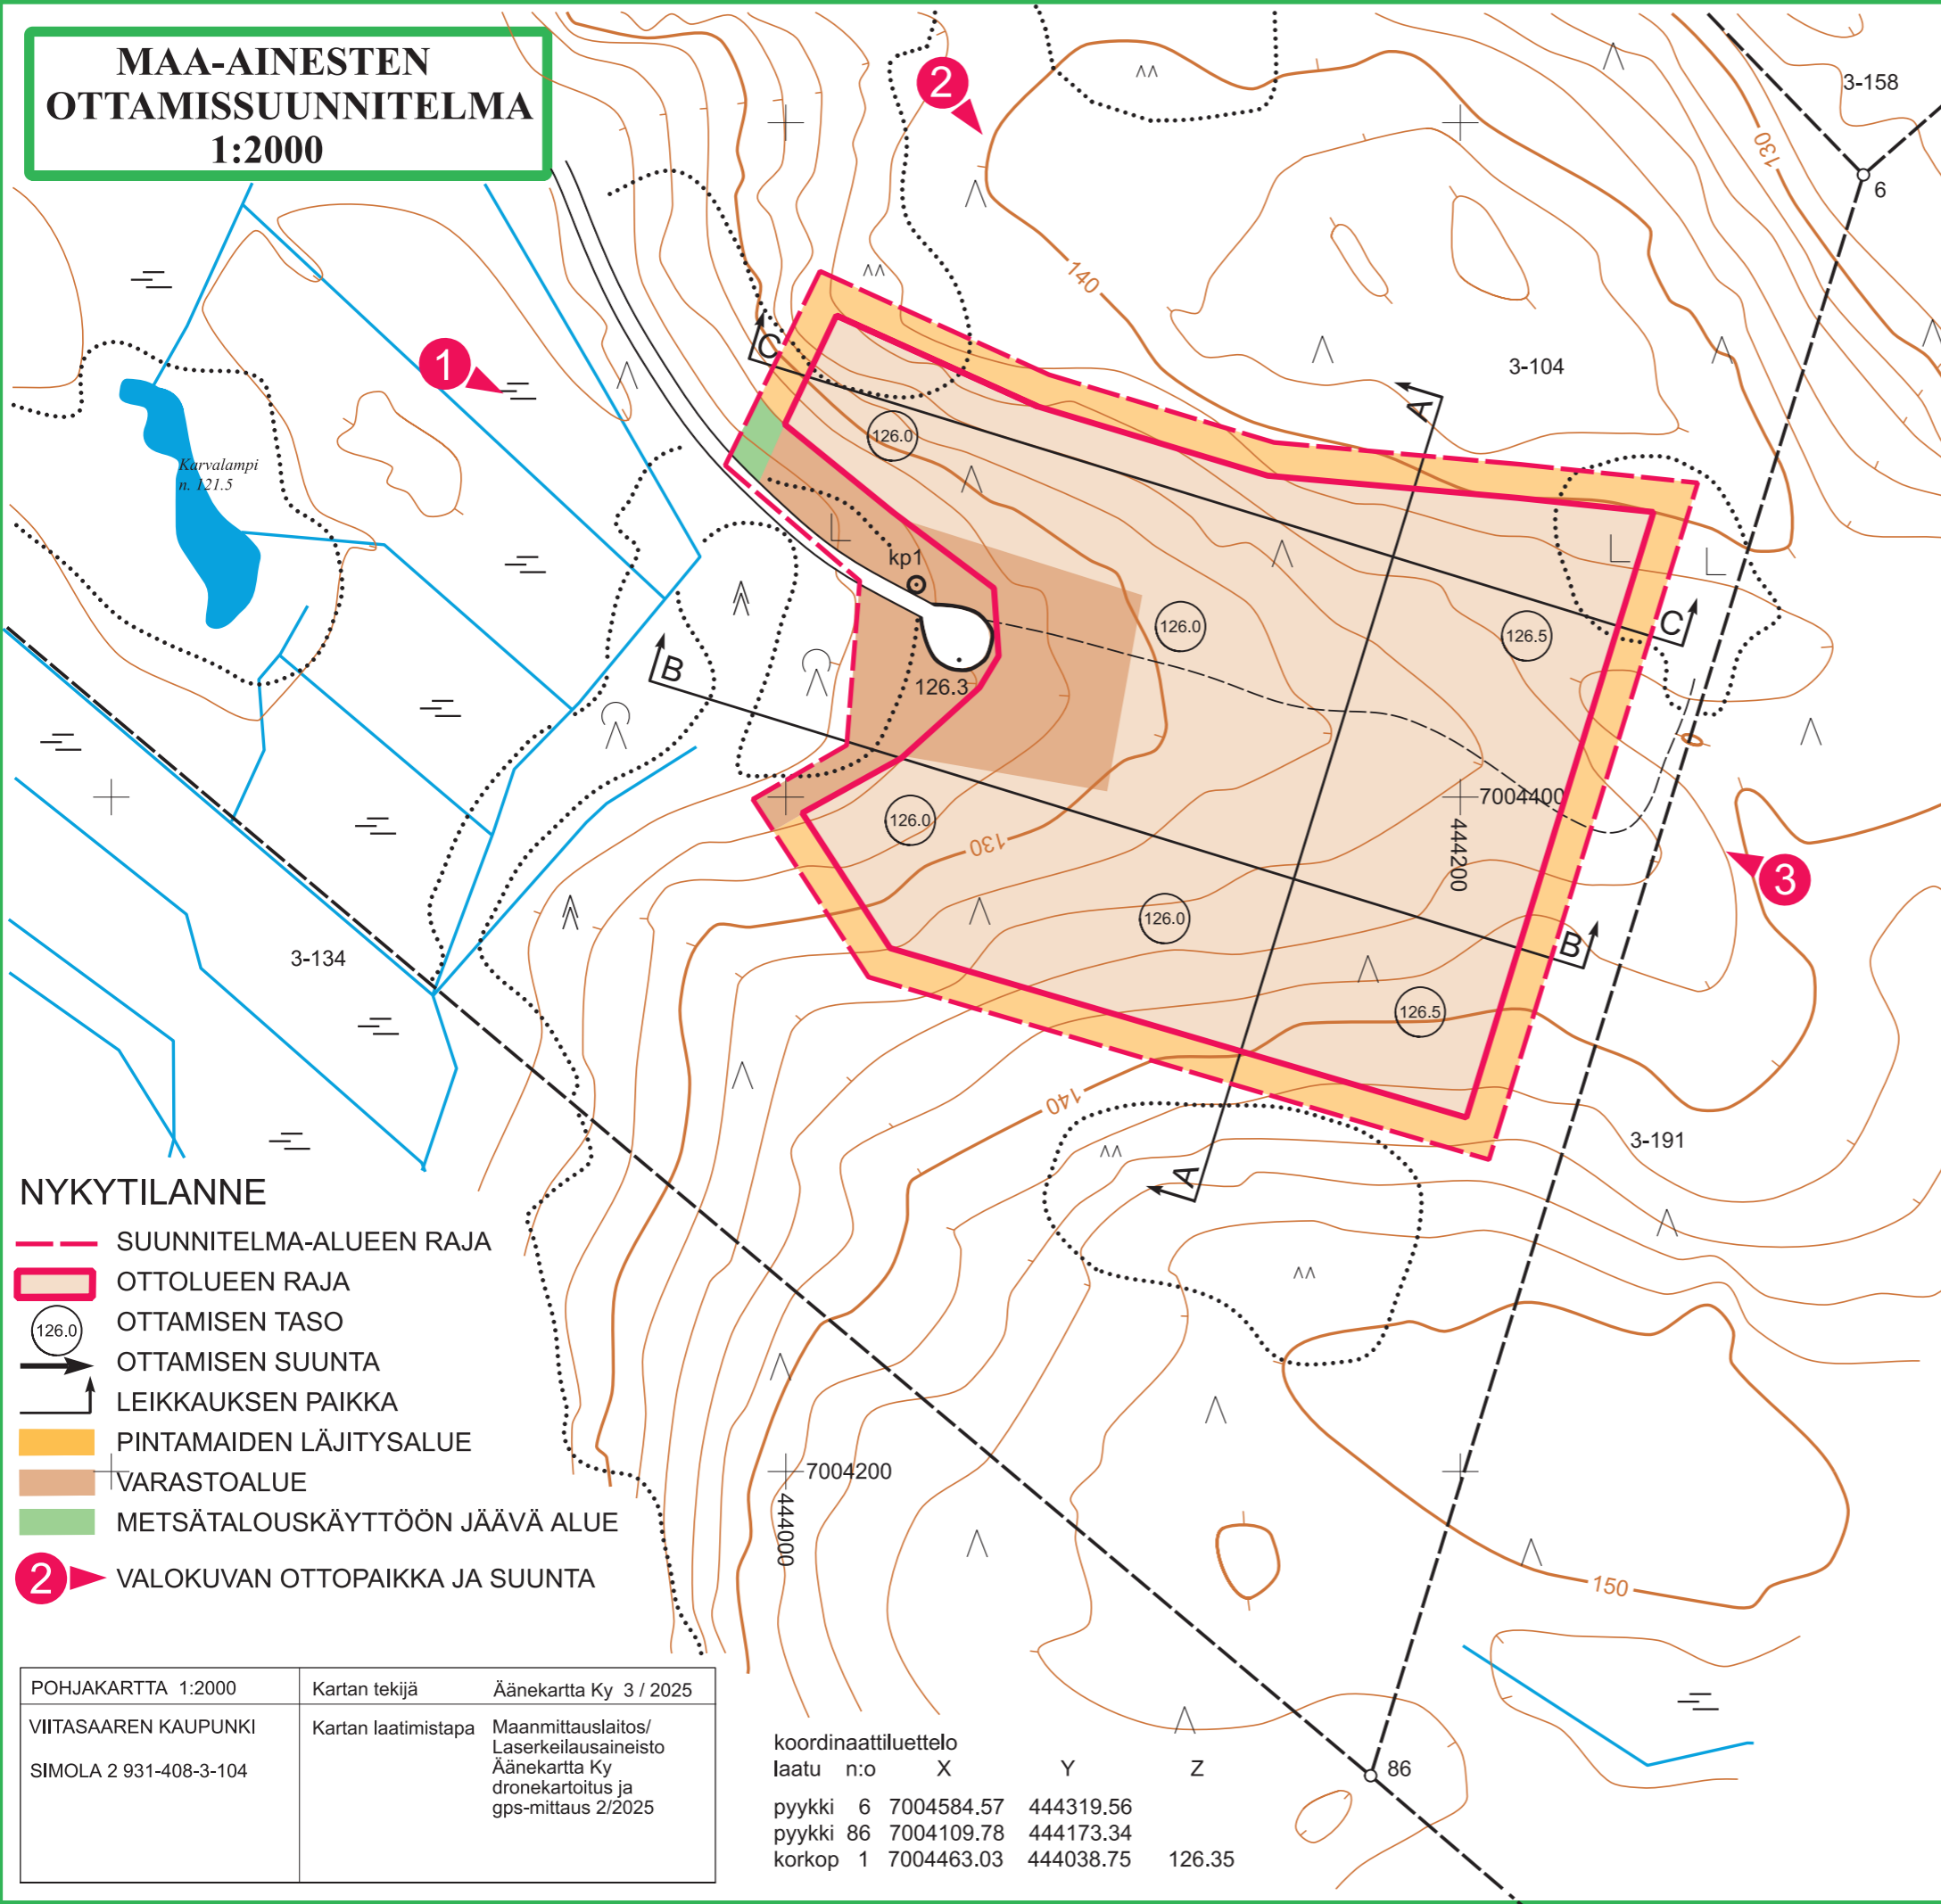 MAA-AINESTEN
OTTAMISSUUNNITELMA
1:2000
2
3-158
130
6
140
1
C
3-104
A
Karvalampi
n. 121.5
126.0
kp1
126.0
126.5
C
B
126.3
7004400
444200
126.0
130
3
126.0
B
3-134
126.5
140
3-191
A
NYKYTILANNE
SUUNNITELMA-ALUEEN RAJA
OTTOLUEEN RAJA
126.0 OTTAMISEN TASO
OTTAMISEN SUUNTA
LEIKKAUKSEN PAIKKA
PINTAMAIDEN LÄJITYSALUE
VARASTOALUE
METSÄTALOUSKÄYTTÖÖN JÄÄVÄ ALUE
2 VALOKUVAN OTTOPAIKKA JA SUUNTA
7004200
444000
150
86
POHJAKARTTA 1:2000
VIITASAAREN KAUPUNKI
SIMOLA 2 931-408-3-104
Kartan tekijä Äänekartta Ky 3 / 2025
Kartan laatimistapa Maanmittauslaitos/
Laserkeilausaineisto
Äänekartta Ky
dronekartoitus ja
gps-mittaus 2/2025
koordinaattiluettelo
laatu n:o X Y Z
pyykki 6 7004584.57 444319.56
pyykki 86 7004109.78 444173.34
korkop 1 7004463.03 444038.75 126.35